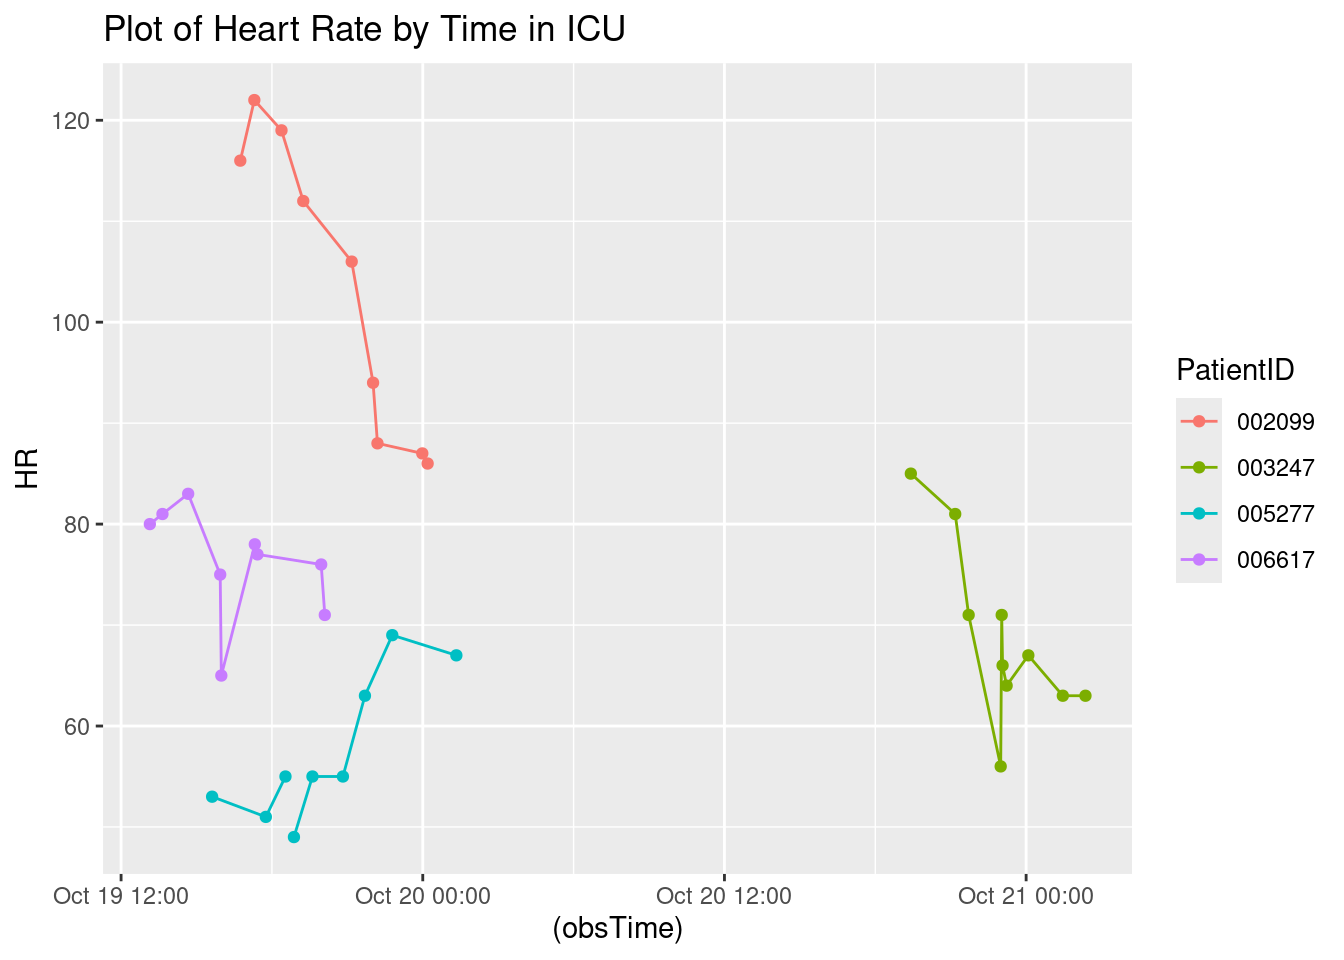 Plot of Heart Rate by Time in ICU
120
100
80
60
HR
Oct 19 12:00 Oct 20 00:00 Oct 20 12:00 Oct 21 00:00
(obsTime)
PatientID
002099
003247
005277
006617